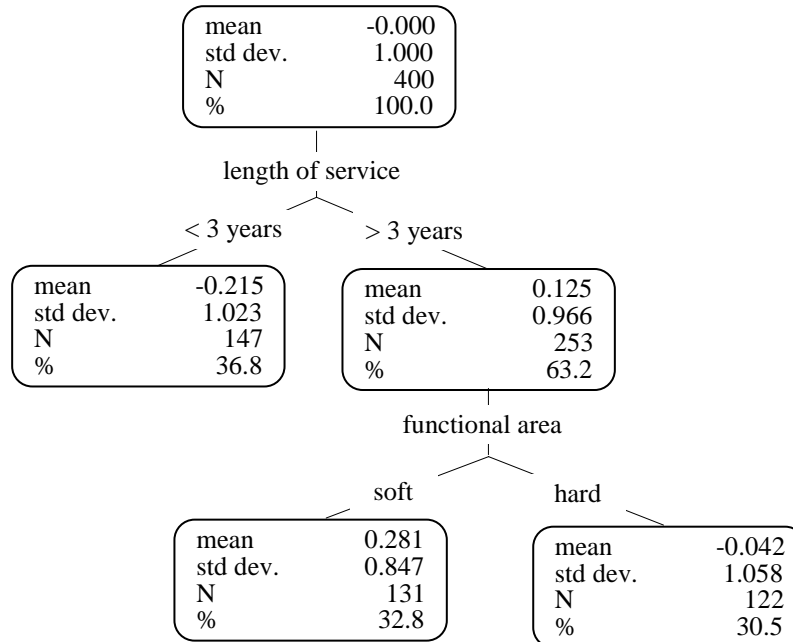 mean -0.000
std dev. 1.000
N 400
% 100.0
length of service
< 3 years > 3 years
mean -0.215
std dev. 1.023
N 147
% 36.8
mean 0.125
std dev. 0.966
N 253
% 63.2
functional area
soft hard
mean 0.281
std dev. 0.847
N 131
% 32.8
mean -0.042
std dev. 1.058
N 122
% 30.5